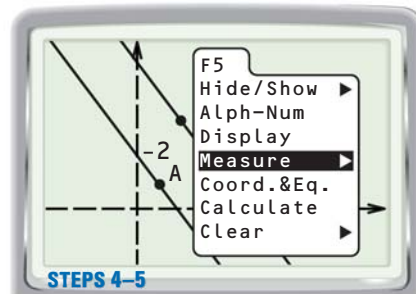 F5
Hide/Show ▶
Alph-Num
Display
Measure ▶
Coord.&Eq.
Calculate
Clear ▶
-2
A
STEPS 4–5